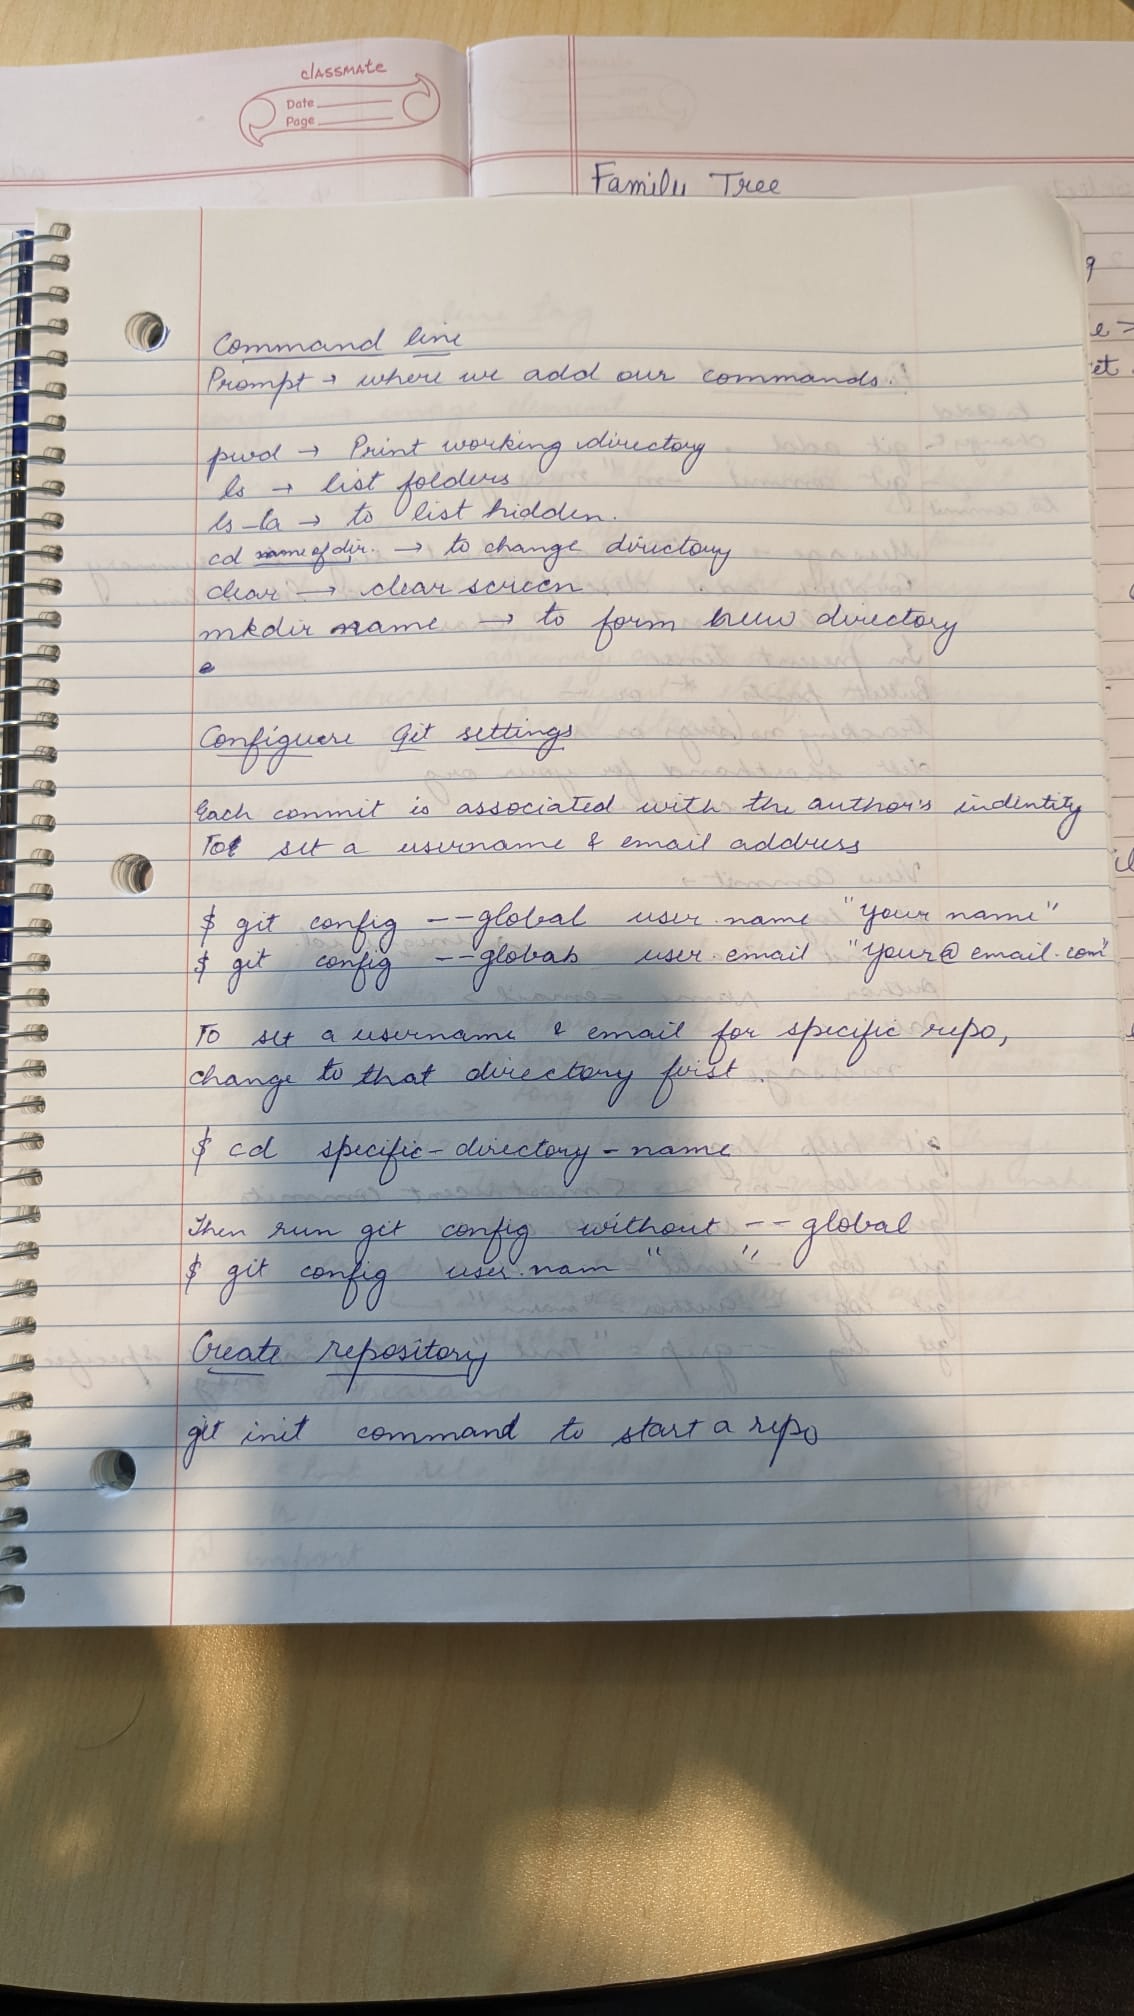 classmate
Date
Page
Family Tree
Command line
Prompt → where we add our commands.
pwd → Print working directory
ls → list folders
ls -la → to list hidden.
cd name of dir. → to change directory
clear → clear screen
mkdir name → to form new directory
Configure Git settings
Each commit is associated with the author's indentity
To set a username & email address
$ git config --global user.name "Your name"
$ git config --global user.email "Your@email.com"
To set a username & email for specific repo,
change to that directory first.
$ cd specific-directory-name
Then run git config without --global
$ git config user.nam " "
Create repository
git init command to start a repo